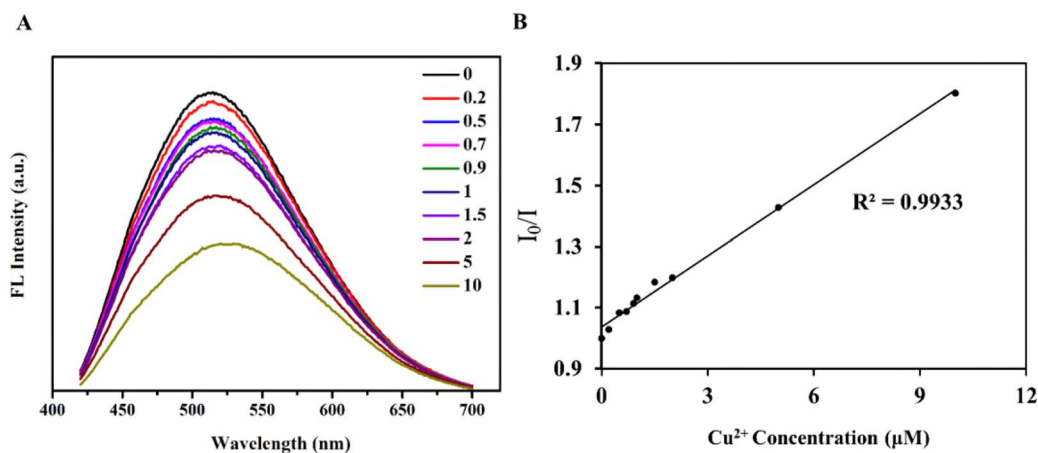 A
FL Intensity (a.u.)
0
0.2
0.5
0.7
0.9
1
1.5
2
5
10
400 450 500 550 600 650 700
Wavelength (nm)
B
I₀/I
1.9
1.7
1.5
1.3
1.1
0.9
R² = 0.9933
0 3 6 9 12
Cu²⁺ Concentration (μM)